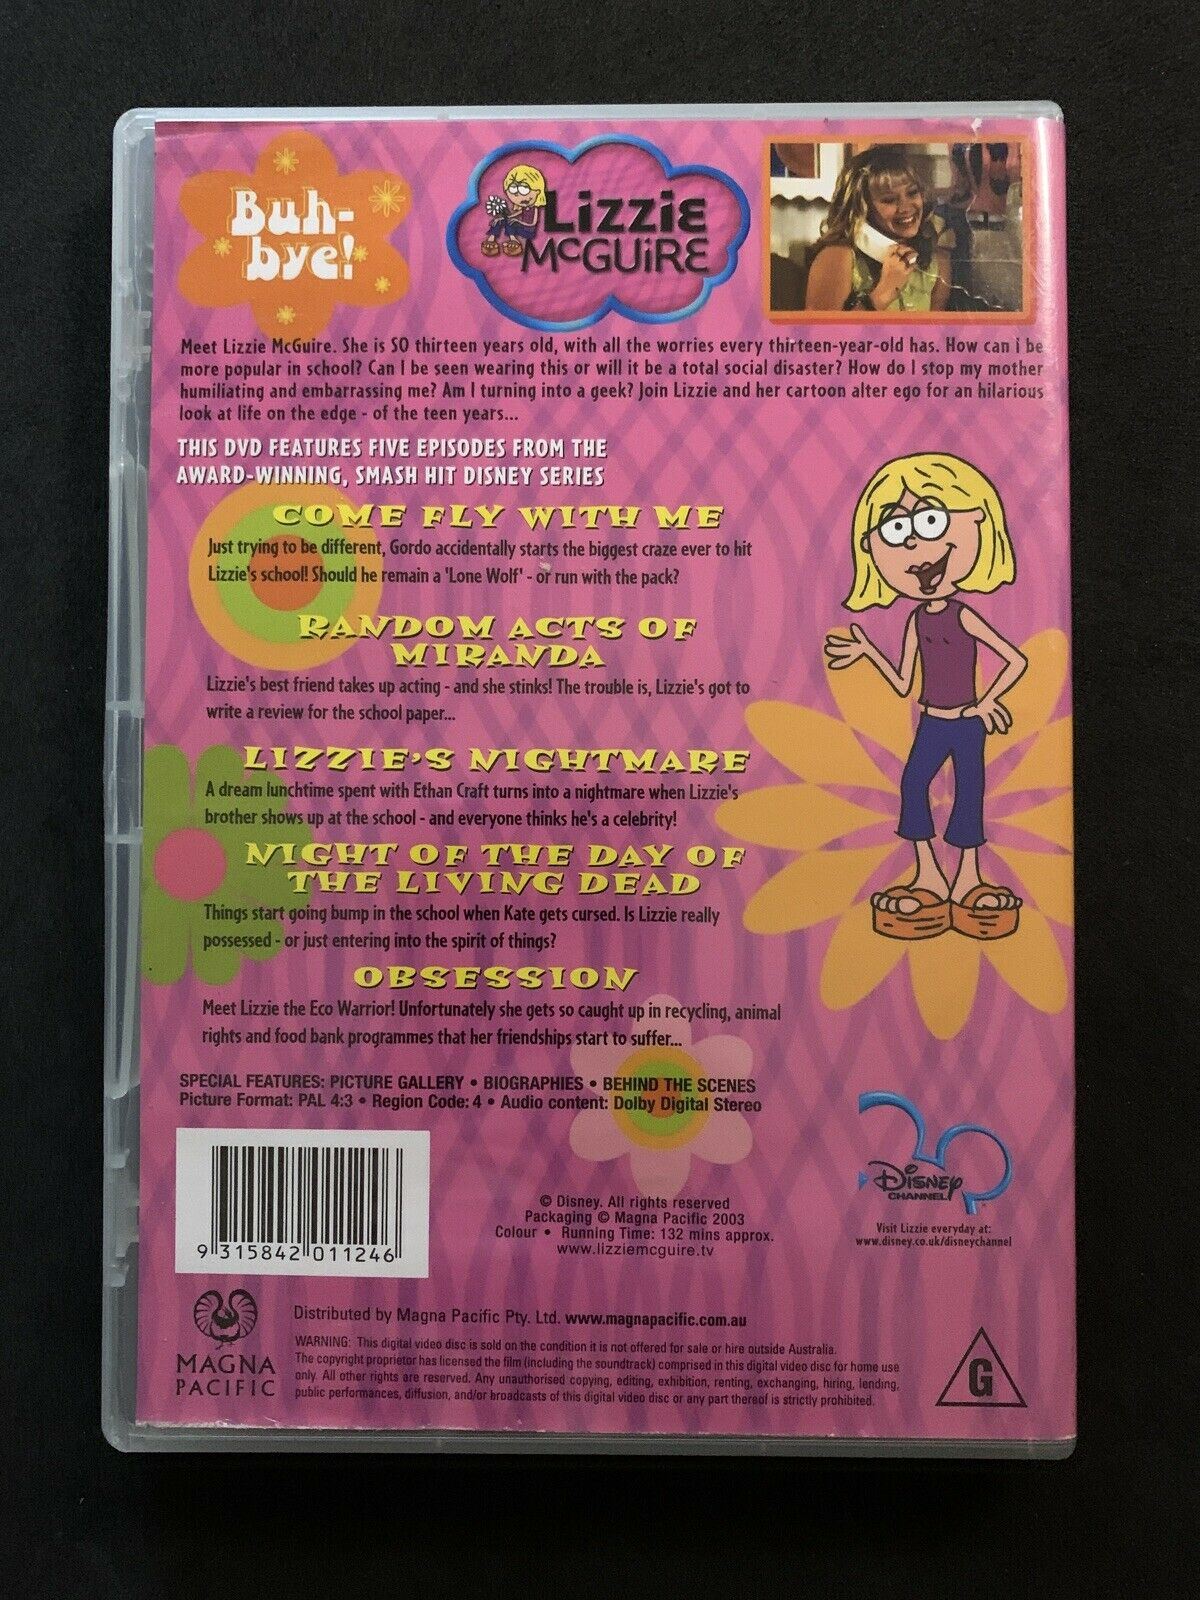 Buh-
bye!
Lizzie
McGuire
Meet Lizzie McGuire. She is SO thirteen years old, with all the worries every thirteen-year-old has. How can i be
more popular in school? Can I be seen wearing this or will it be a total social disaster? How do I stop my mother
humiliating and embarrassing me? Am I turning into a geek? Join Lizzie and her cartoon alter ego for an hilarious
look at life on the edge - of the teen years...
THIS DVD FEATURES FIVE EPISODES FROM THE
AWARD-WINNING, SMASH HIT DISNEY SERIES
COME FLY WITH ME
Just trying to be different, Gordo accidentally starts the biggest craze ever to hit
Lizzie's school! Should he remain a 'Lone Wolf' - or run with the pack?
RANDOM ACTS OF
MIRANDA
Lizzie's best friend takes up acting - and she stinks! The trouble is, Lizzie's got to
write a review for the school paper...
LIZZIE'S NIGHTMARE
A dream lunchtime spent with Ethan Craft turns into a nightmare when Lizzie's
brother shows up at the school - and everyone thinks he's a celebrity!
NIGHT OF THE DAY OF
THE LIVING DEAD
Things start going bump in the school when Kate gets cursed. Is Lizzie really
possessed - or just entering into the spirit of things?
OBSESSION
Meet Lizzie the Eco Warrior! Unfortunately she gets so caught up in recycling, animal
rights and food bank programmes that her friendships start to suffer...
SPECIAL FEATURES: PICTURE GALLERY • BIOGRAPHIES • BEHIND THE SCENES
Picture Format: PAL 4:3 • Region Code: 4 • Audio content: Dolby Digital Stereo
9 315842 011246
© Disney. All rights reserved
Packaging © Magna Pacific 2003
Colour • Running Time: 132 mins approx.
www.lizziemcguire.tv
Disney
CHANNEL
Visit Lizzie everyday at:
www.disney.co.uk/disneychannel
MAGNA
PACIFIC
Distributed by Magna Pacific Pty. Ltd. www.magnapacific.com.au
WARNING: This digital video disc is sold on the condition it is not offered for sale or hire outside Australia.
The copyright proprietor has licensed the film (including the soundtrack) comprised in this digital video disc for home use
only. All other rights are reserved. Any unauthorised copying, editing, exhibition, renting, exchanging, hiring, lending,
public performances, diffusion, and/or broadcasts of this digital video disc or any part thereof is strictly prohibited.
G